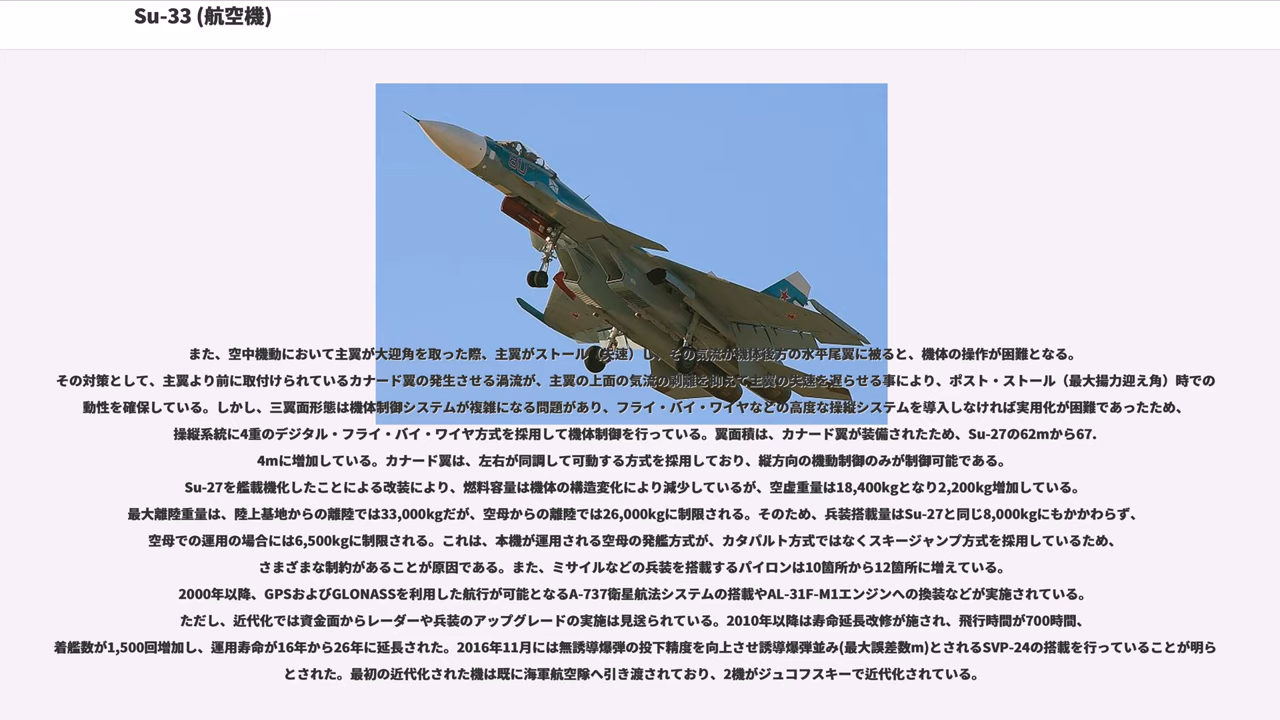 Su-33 (航空機)
60
また、空中機動において主翼が大迎角を取った際、主翼がストール（失速）し、その気流が機体後方の水平尾翼に被ると、機体の操作が困難となる。
その対策として、主翼より前に取付けられているカナード翼の発生させる渦流が、主翼の上面の気流の剥離を抑えて主翼の失速を遅らせる事により、ポスト・ストール（最大揚力迎え角）時での
動性を確保している。しかし、三翼面形態は機体制御システムが複雑になる問題があり、フライ・バイ・ワイヤなどの高度な操縦システムを導入しなければ実用化が困難であったため、
操縦系統に4重のデジタル・フライ・バイ・ワイヤ方式を採用して機体制御を行っている。翼面積は、カナード翼が装備されたため、Su-27の62mから67.
4mに増加している。カナード翼は、左右が同調して可動する方式を採用しており、縦方向の機動制御のみが制御可能である。
Su-27を艦載機化したことによる改装により、燃料容量は機体の構造変化により減少しているが、空虚重量は18,400kgとなり2,200kg増加している。
最大離陸重量は、陸上基地からの離陸では33,000kgだが、空母からの離陸では26,000kgに制限される。そのため、兵装搭載量はSu-27と同じ8,000kgにもかかわらず、
空母での運用の場合には6,500kgに制限される。これは、本機が運用される空母の発艦方式が、カタパルト方式ではなくスキージャンプ方式を採用しているため、
さまざまな制約があることが原因である。また、ミサイルなどの兵装を搭載するパイロンは10箇所から12箇所に増えている。
2000年以降、GPSおよびGLONASSを利用した航行が可能となるA-737衛星航法システムの搭載やAL-31F-M1エンジンへの換装などが実施されている。
ただし、近代化では資金面からレーダーや兵装のアップグレードの実施は見送られている。2010年以降は寿命延長改修が施され、飛行時間が700時間、
着艦数が1,500回増加し、運用寿命が16年から26年に延長された。2016年11月には無誘導爆弾の投下精度を向上させ誘導爆弾並み(最大誤差数m)とされるSVP-24の搭載を行っていることが明ら
とされた。最初の近代化された機は既に海軍航空隊へ引き渡されており、2機がジュコフスキーで近代化されている。